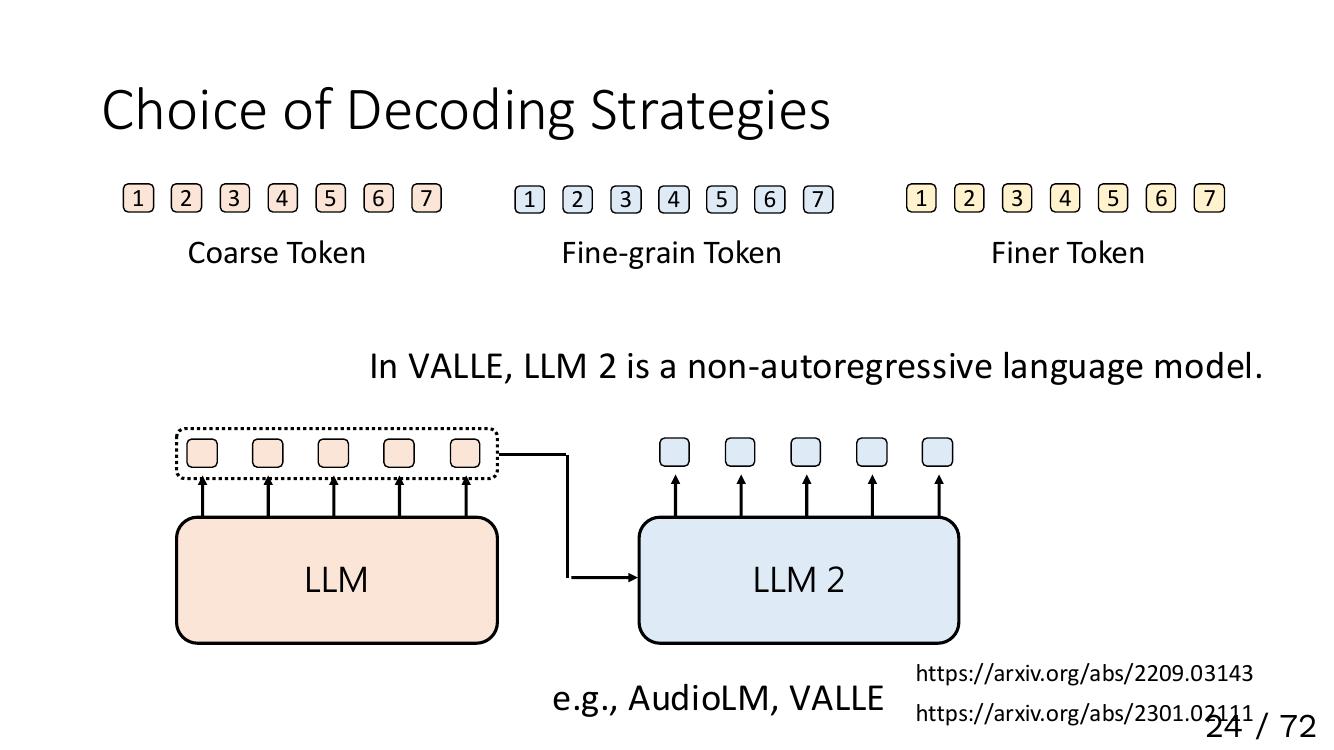 Choice of Decoding Strategies
1 2 3 4 5 6 7 1 2 3 4 5 6 7 1 2 3 4 5 6 7
Coarse Token Fine-grain Token Finer Token
In VALLE, LLM 2 is a non-autoregressive language model.
LLM LLM 2
https://arxiv.org/abs/2209.03143
e.g., AudioLM, VALLE
https://arxiv.org/abs/2301.02111
24 / 72